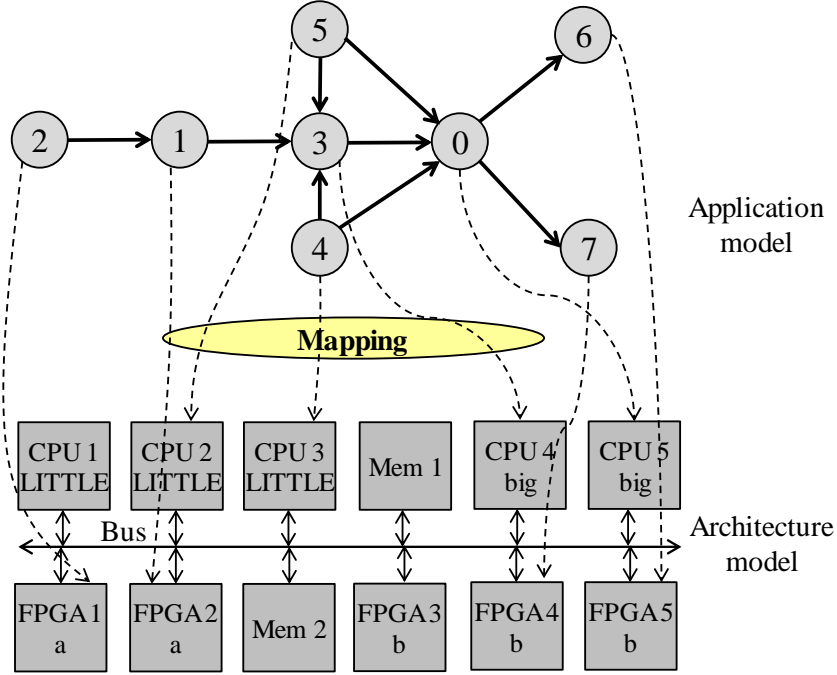 5
6
2
1
3
0
4
7
Application
model
Mapping
CPU 1
LITTLE
CPU 2
LITTLE
CPU 3
LITTLE
Mem 1
CPU 4
big
CPU 5
big
Bus
Architecture
model
FPGA1
a
FPGA2
a
Mem 2
FPGA3
b
FPGA4
b
FPGA5
b